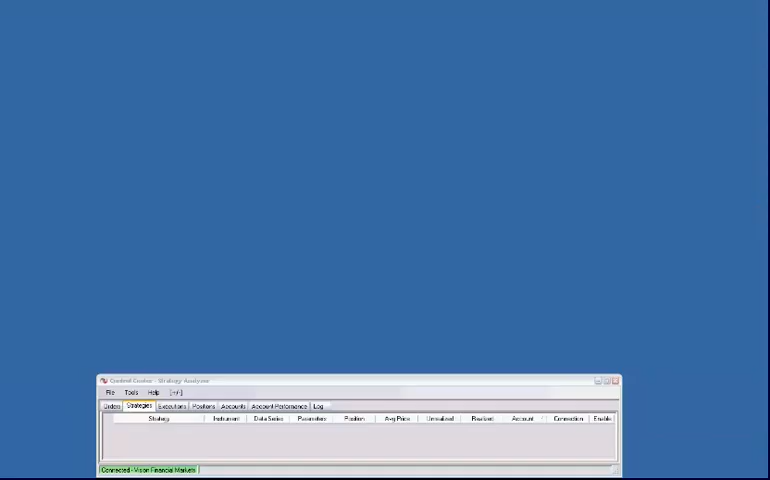 Control Center - Strategy Analyzer
File Tools Help [-/-]
Orders Strategies Executions Positions Accounts Account Performance Log
Strategy Instrument Data Series Parameters Position Avg Price Unrealized Realized Account Connection Enable
Connected - Vision Financial Markets